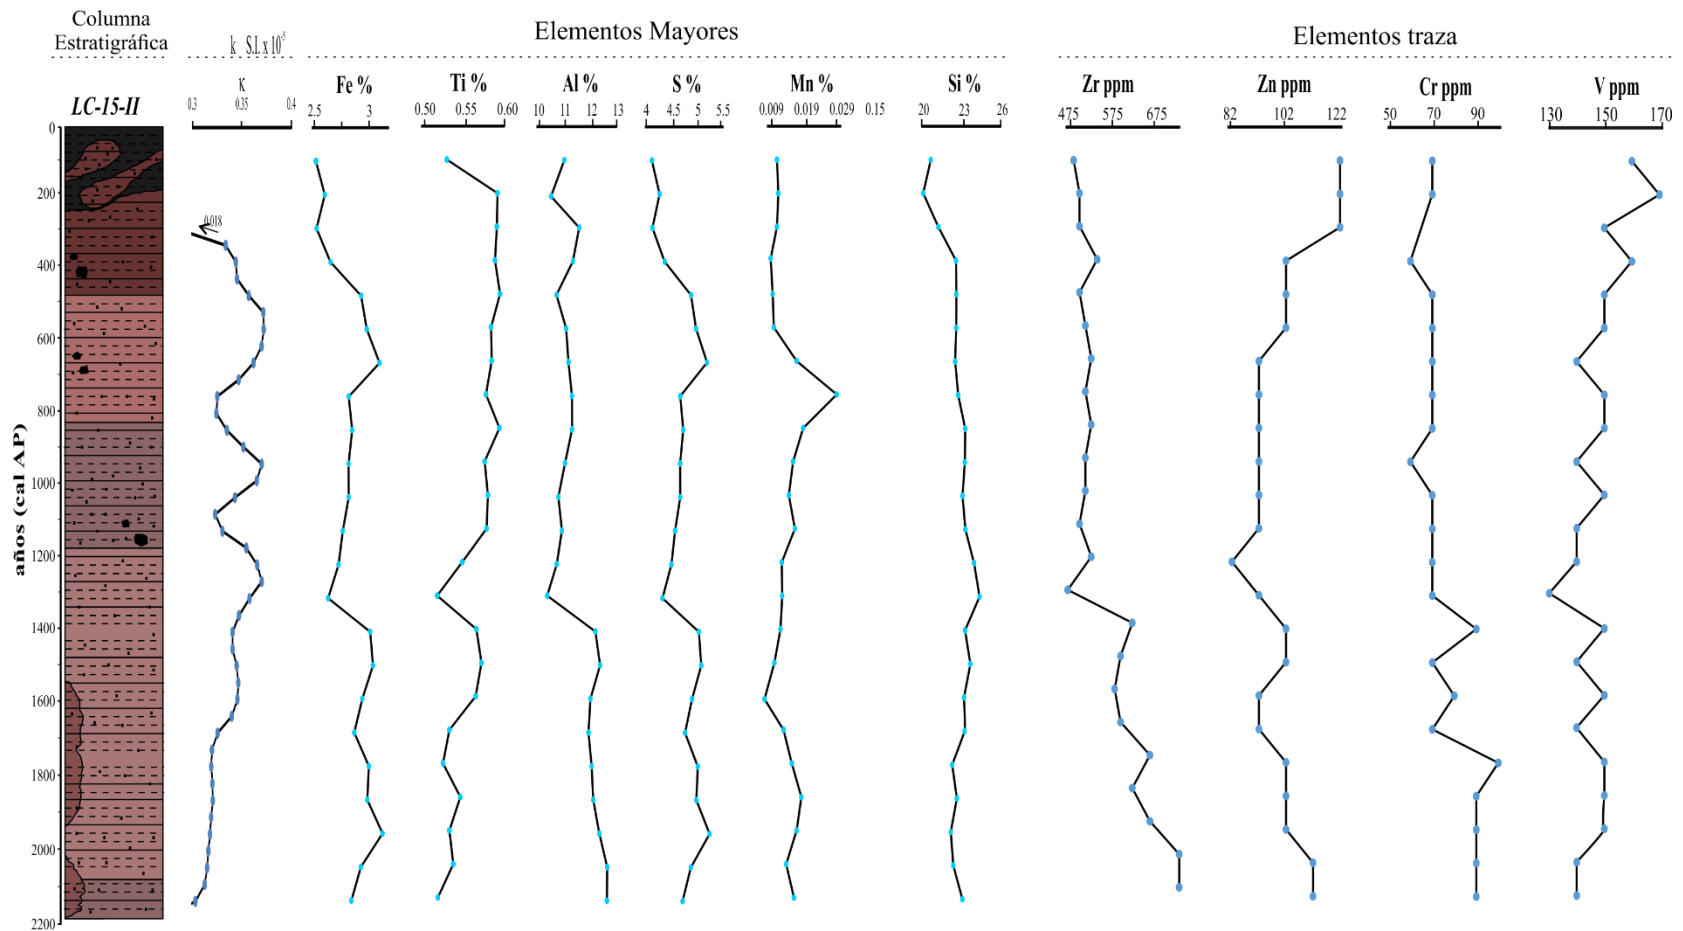 Columna
Estratigráfica
k S.I. x 10⁻⁵
Elementos Mayores
Elementos traza
LC-15-II
κ
Fe %
Ti %
Al %
S %
Mn %
Si %
Zr ppm
Zn ppm
Cr ppm
V ppm
0.3 0.35 0.4
2.5 3
0.50 0.55 0.60
10 11 12 13
4 4.5 5 5.5
0.009 0.019 0.029 0.15
20 23 26
475 575 675
82 102 122
50 70 90
130 150 170
0
200
0.018
400
600
800
1000
1200
1400
1600
1800
2000
2200
años (cal AP)